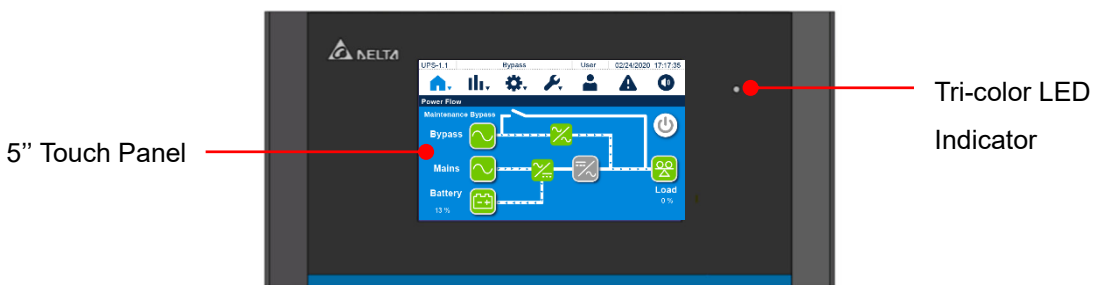 DELTA
UPS-1.1 Bypass User 02/24/2020 17:17:35
Power Flow
Maintenance Bypass
Bypass
Mains
Battery
13 %
Load
0 %
5’’ Touch Panel
Tri-color LED
Indicator